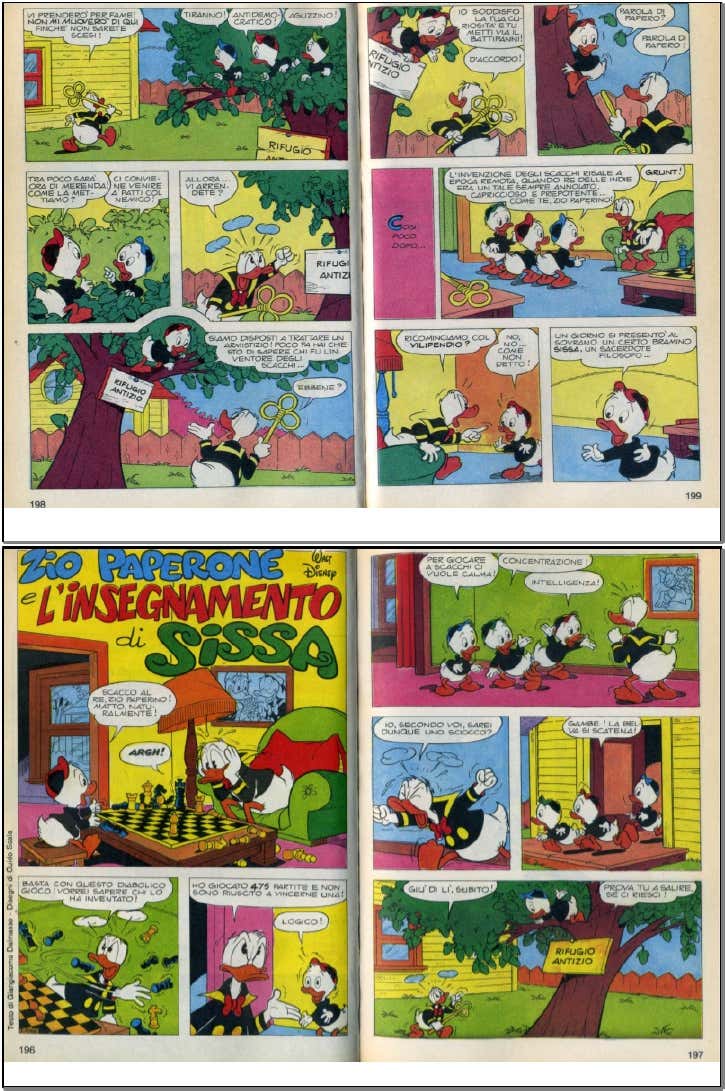 VI PRENDERO' PER FAME!
NON MI MUOVERO' DI QUI
FINCHE' NON SARETE
SCESI!
TIRANNO!
ANTIDEMO-
CRATICO!
AGUZZINO!
RIFUGIO
TRA POCO SARA'
ORA DI MERENDA!
COME LA MET-
TIAMO?
CI CONVIE-
NE VENIRE
A PATTI COL
NEMICO!
ALLORA...
VI ARREN-
DETE?
RIFUGI
ANTIZI
SIAMO DISPOSTI A TRATTARE UN
ARMISTIZIO! POCO FA HAI CHIE-
STO DI SAPERE CHI FU L'IN-
VENTORE DEGLI
SCACCHI...
RIFUGIO
ANTIZIO
EBBENE?
198
IO SODDISFO
LA TUA CU-
RIOSITA' E TU
METTI VIA IL
BATTIPANNI!
RIFUGIO
ANTIZIO
D'ACCORDO!
PAROLA DI
PAPERO?
PAROLA DI
PAPERO!
COSI'
POCO
DOPO...
L'INVENZIONE DEGLI SCACCHI RISALE A
EPOCA REMOTA, QUANDO RE DELLE INDIE
ERA UN TALE SEMPRE ANNOIATO,
CAPRICCIOSO E PREPOTENTE...
COME TE, ZIO PAPERINO!
GRUNT!
RICOMINCIAMO COL
VILIPENDIO?
NO,
NO...
COME
NON
DETTO!
UN GIORNO SI PRESENTO' AL
SOVRANO UN CERTO BRAMINO
SISSA, UN SACERDOTE
FILOSOFO...
199
ZIO PAPERONE
WALT
DISNEY
e L'INSEGNAMENTO
di SISSA
SCACCO AL
RE, ZIO PAPERINO!
MATTO, NATU-
RALMENTE!
ARGH!
BASTA CON QUESTO DIABOLICO
GIOCO! VORREI SAPERE CHI LO
HA INVENTATO!
HO GIOCATO 475 PARTITE E NON
SONO RIUSCITO A VINCERNE UNA!
LOGICO!
Testo di Giangiacomo Dalmasso - Disegni di Guido Scala
196
PER GIOCARE
A SCACCHI CI
VUOLE CALMA!
CONCENTRAZIONE!
INTELLIGENZA!
IO, SECONDO VOI, SAREI
DUNQUE UNO SCIOCCO?
GAMBE! LA BEL-
VA SI SCATENA!
GIU' DI LI', SUBITO!
PROVA TU A SALIRE,
SE CI RIESCI!
RIFUGIO
ANTIZIO
197